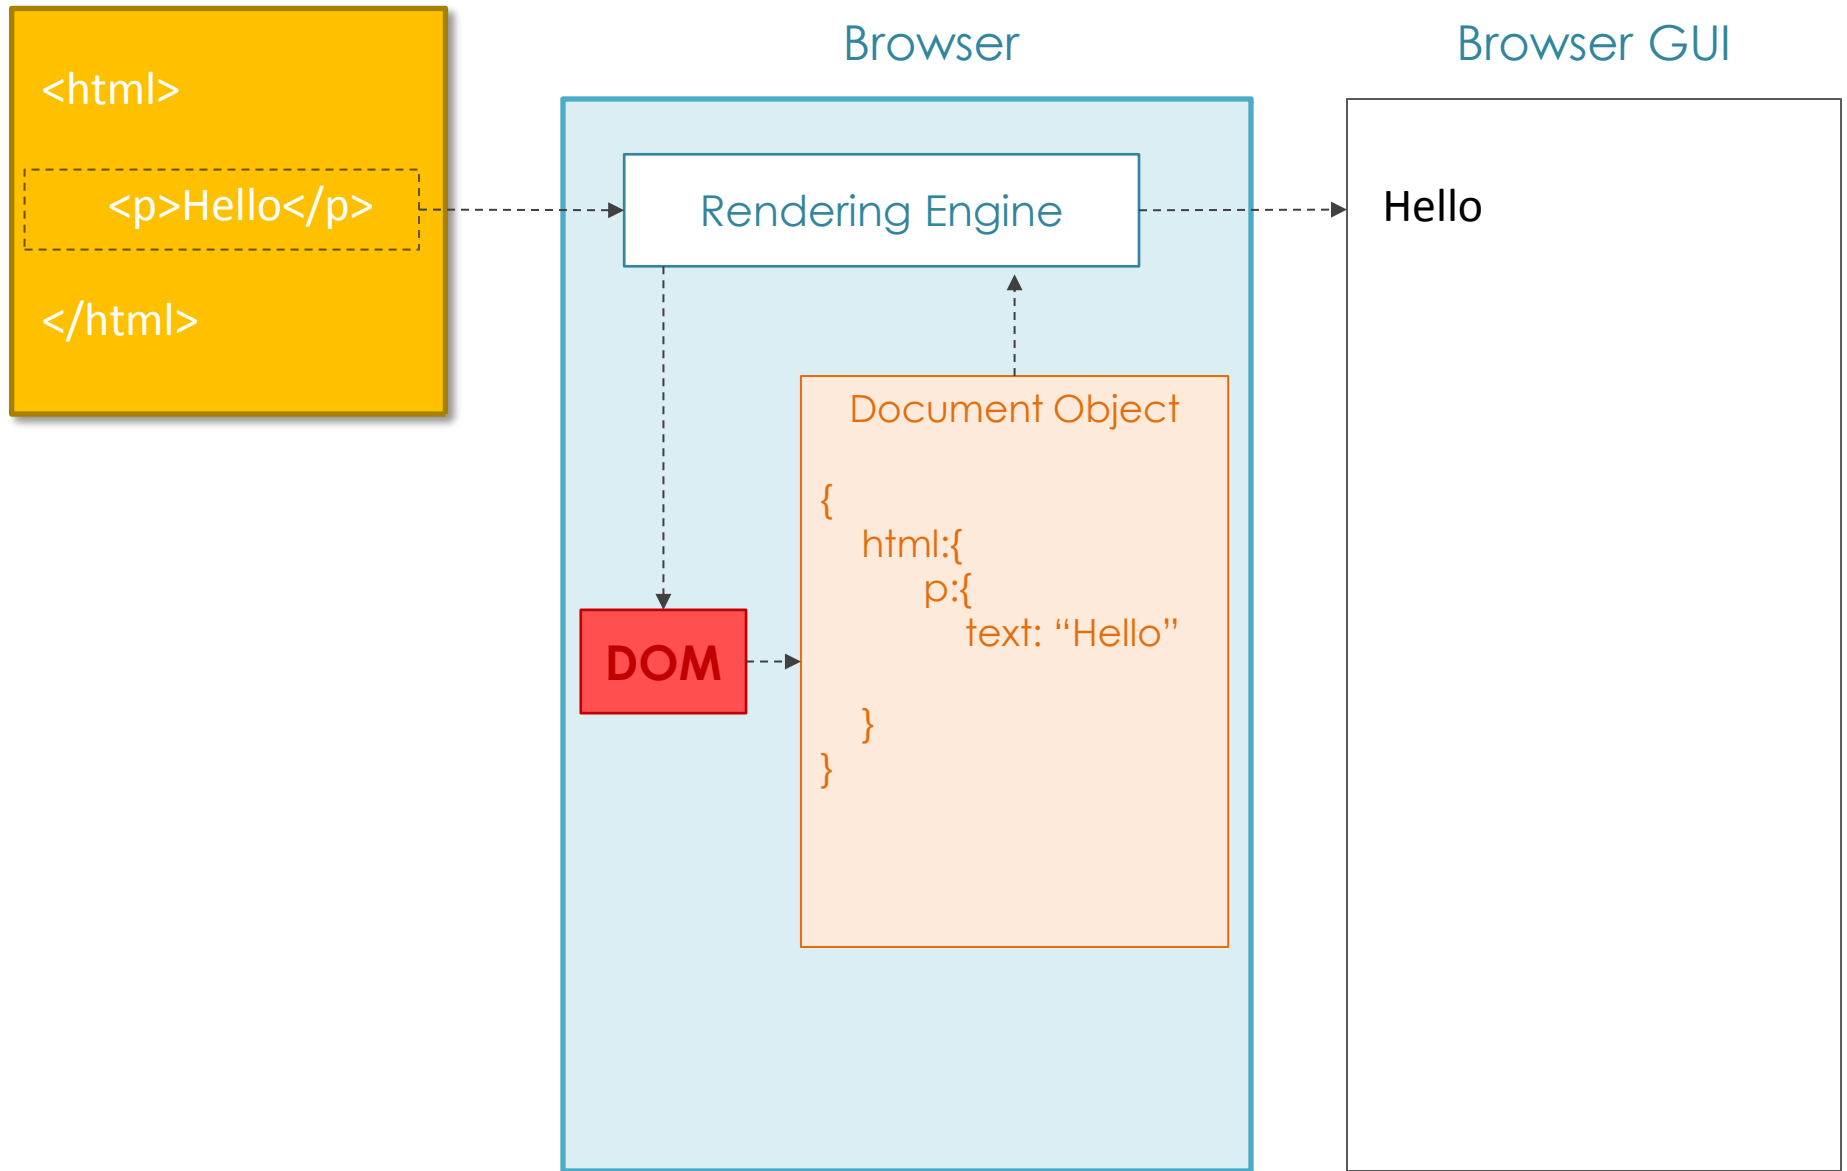 <html>
<p>Hello</p>
</html>
Browser
Rendering Engine
DOM
Document Object
{
html:{
p:{
text: “Hello”
}
}
Browser GUI
Hello